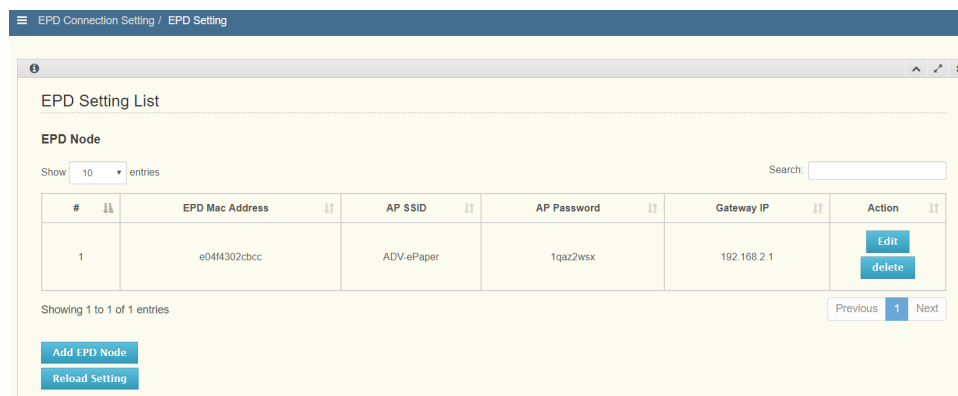 EPD Connection Setting / EPD Setting
EPD Setting List
EPD Node
Show 10 entries
Search:
# EPD Mac Address AP SSID AP Password Gateway IP Action
1 e04f4302cbcc ADV-ePaper 1qaz2wsx 192.168.2.1 Edit
delete
Showing 1 to 1 of 1 entries
Previous 1 Next
Add EPD Node
Reload Setting